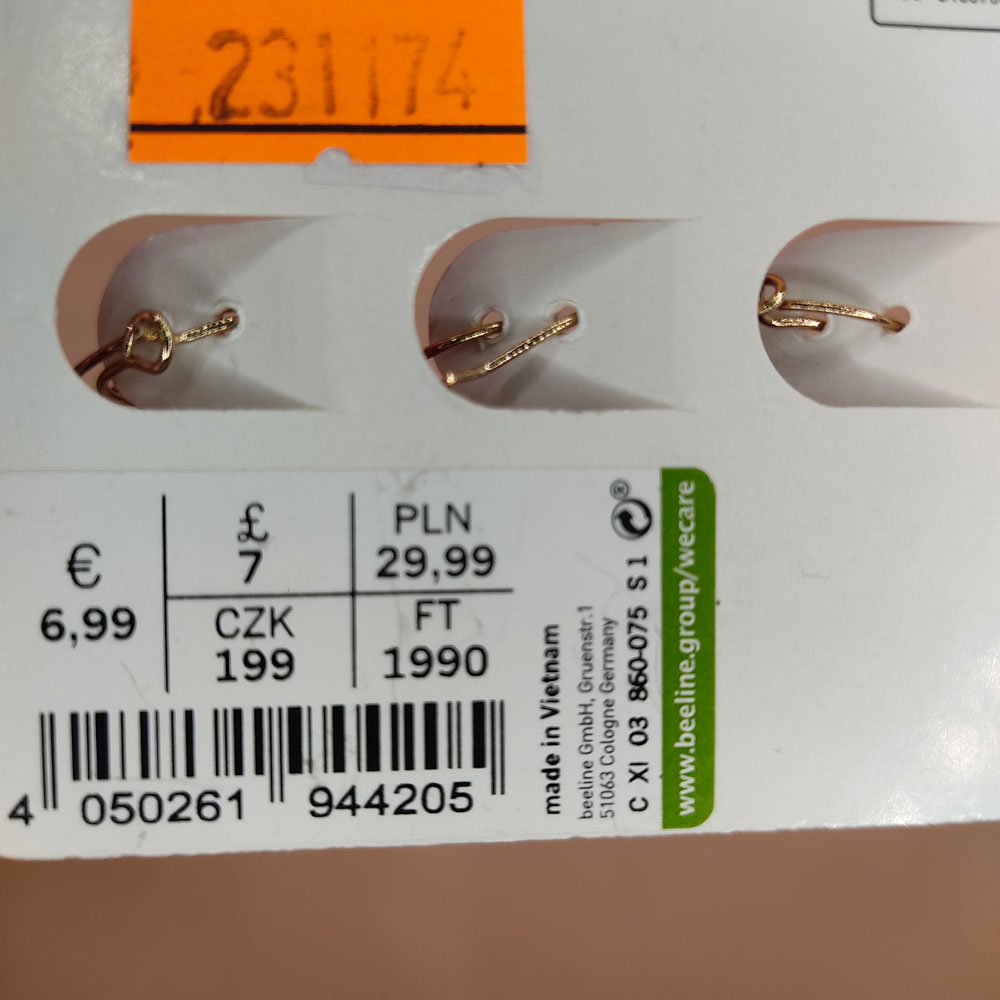 231174
€
6,99
£
7
PLN
29,99
CZK
199
FT
1990
4 050261 944205
made in Vietnam
beeline GmbH, Gruenstr.1
51063 Cologne Germany
C XI 03 860-075 S 1
®
www.beeline.group/wecare